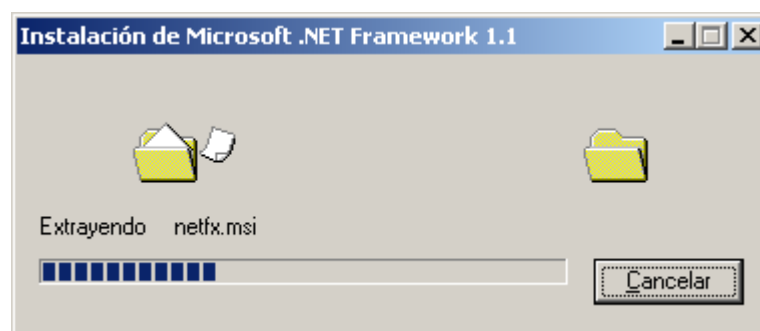 Instalación de Microsoft .NET Framework 1.1
Extrayendo netfx.msi
Cancelar